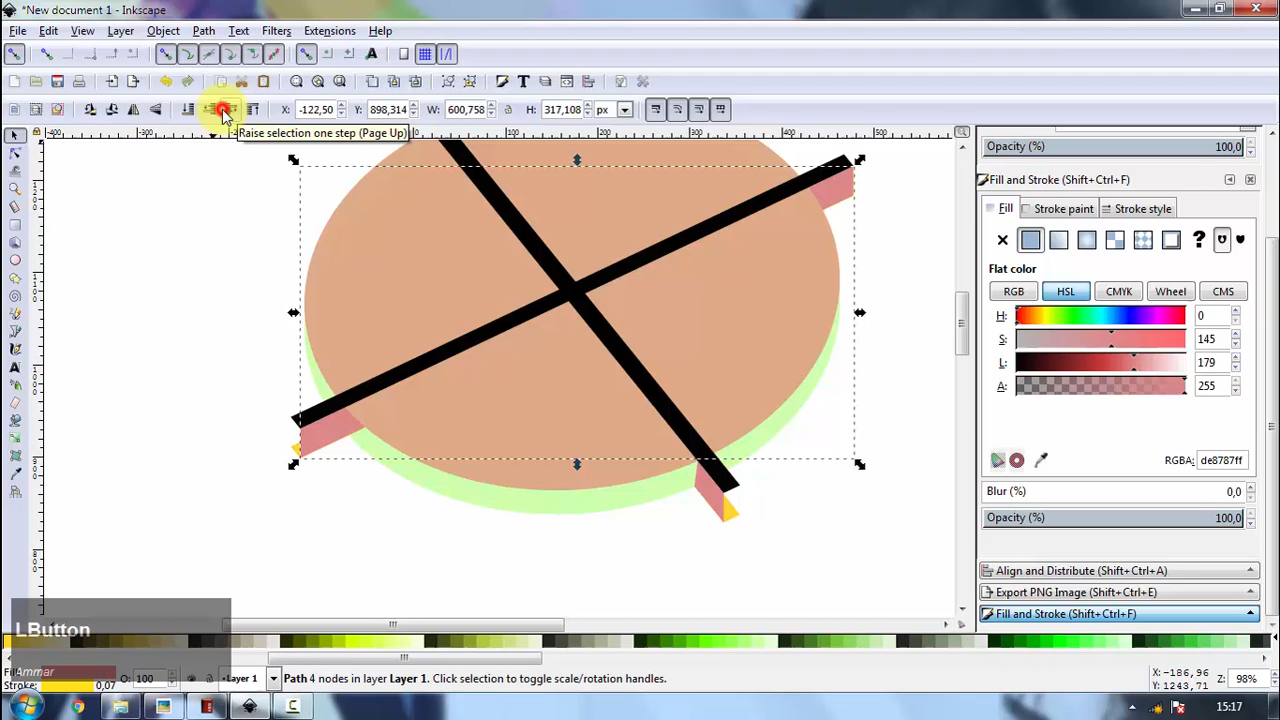 *New document 1 - Inkscape
File Edit View Layer Object Path Text Filters Extensions Help
X: -122,50 Y: 898,314 W: 600,758 H: 317,108 px
Raise selection one step (Page Up)
Opacity (%) 100,0
Fill and Stroke (Shift+Ctrl+F)
Fill Stroke paint Stroke style
Flat color
RGB HSL CMYK Wheel CMS
H: 0
S: 145
L: 179
A: 255
RGBA: de8787ff
Blur (%) 0,0
Opacity (%) 100,0
Align and Distribute (Shift+Ctrl+A)
Export PNG Image (Shift+Ctrl+E)
Fill and Stroke (Shift+Ctrl+F)
LButton
Ammar
Fill:
Stroke: 0,07
O: 100
Layer 1
Path 4 nodes in layer Layer 1. Click selection to toggle scale/rotation handles.
X: -186,96
Y: 1243,71
Z: 98%
15:17